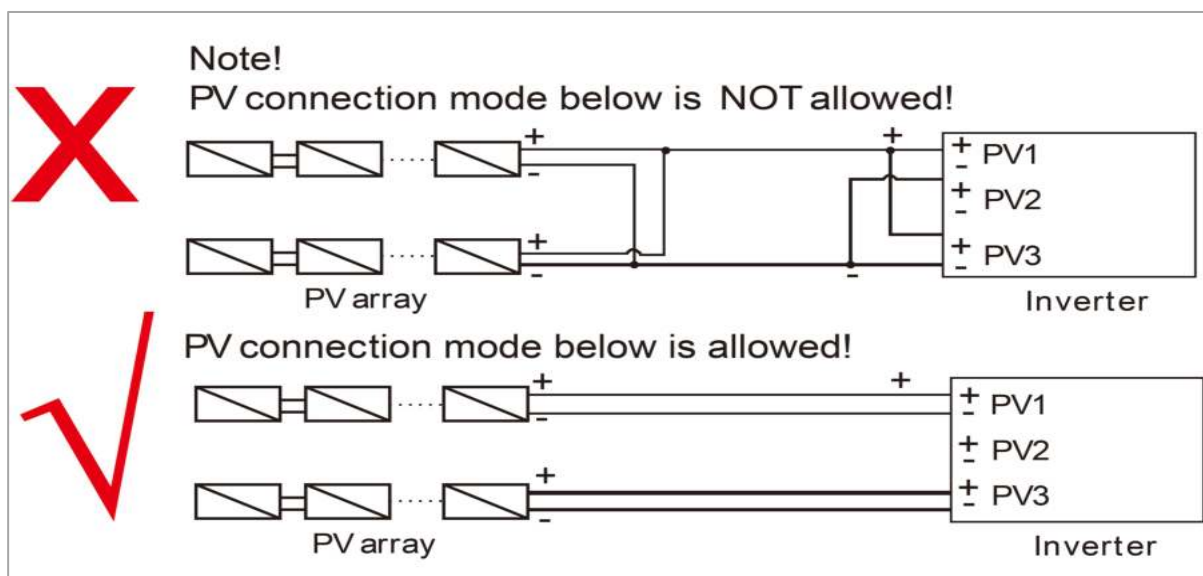 Note!
PV connection mode below is NOT allowed!
+ + + PV1
- -
+ PV2
-
+ + PV3
- - -
PV array
Inverter
PV connection mode below is allowed!
+ + + PV1
- -
+ PV2
-
+ + PV3
- -
PV array
Inverter